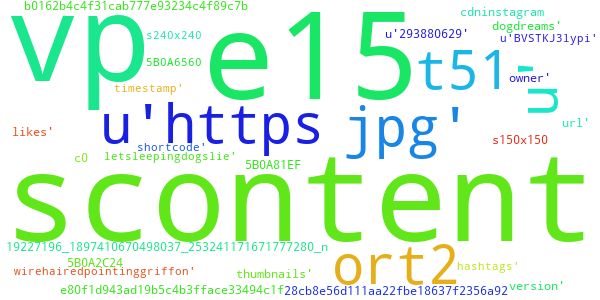 b0162b4c4f31cab777e93234c4f89c7b
cdninstagram
vp
e15
dogdreams'
s240x240
u'293880629'
u'BVSTKJ3lypi'
t51
5B0A6560
owner'
u'
timestamp'
u'https
jpg'
url'
likes'
s150x150
shortcode'
c0
letsleepingdogslie'
5B0A81EF
scontent
19227196_1897410670498037_253241171671777280_n
ort2
5B0A2C24
hashtags'
wirehairedpointinggriffon'
thumbnails'
version'
e80f1d943ad19b5c4b3fface33494c1f
28cb8e56d111aa22fbe18637f2356a92